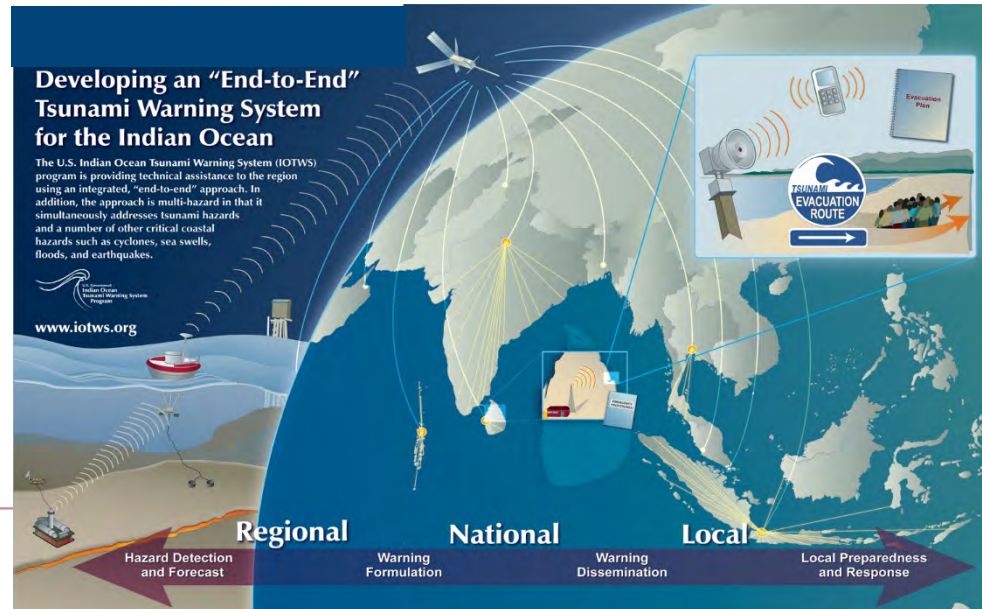 Developing an “End-to-End”
Tsunami Warning System
for the Indian Ocean
The U.S. Indian Ocean Tsunami Warning System (IOTWS)
program is providing technical assistance to the region
using an integrated, “end-to-end” approach. In
addition, the approach is multi-hazard in that it
simultaneously addresses tsunami hazards
and a number of other critical coastal
hazards such as cyclones, sea swells,
floods, and earthquakes.
U.S. Government
Indian Ocean
Tsunami Warning System
Program
www.iotws.org
Evacuation
Plan
TSUNAMI
EVACUATION
ROUTE
Regional
National
Local
Hazard Detection
and Forecast
Warning
Formulation
Warning
Dissemination
Local Preparedness
and Response